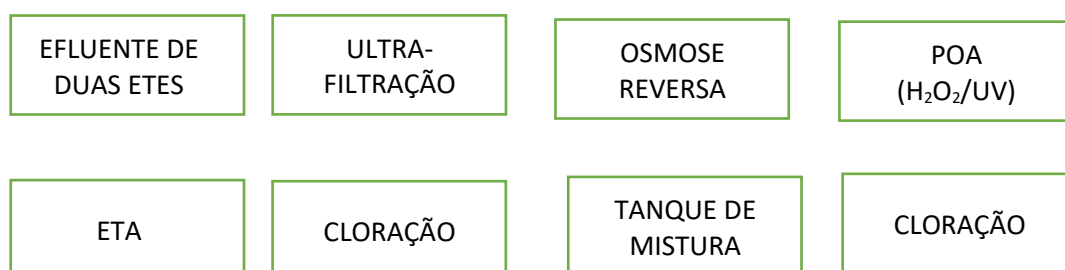 EFLUENTE DE
DUAS ETES
ULTRA-
FILTRAÇÃO
OSMOSE
REVERSA
POA
(H₂O₂/UV)
ETA
CLORAÇÃO
TANQUE DE
MISTURA
CLORAÇÃO